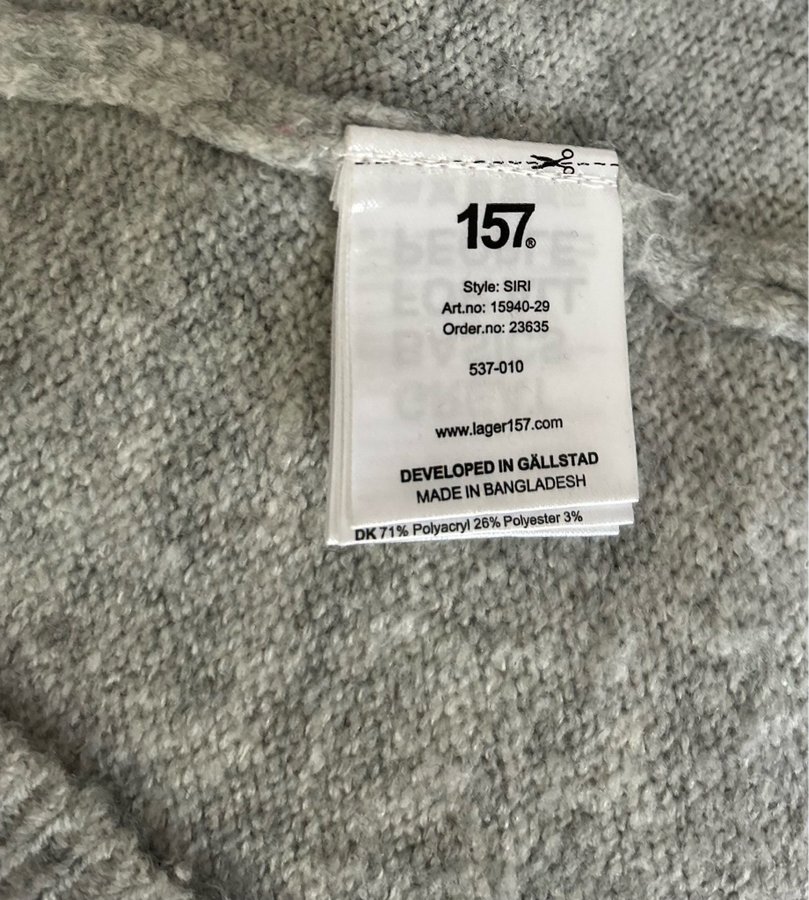 157®
Style: SIRI
Art.no: 15940-29
Order.no: 23635
537-010
www.lager157.com
DEVELOPED IN GÄLLSTAD
MADE IN BANGLADESH
DK 71% Polyacryl 26% Polyester 3%